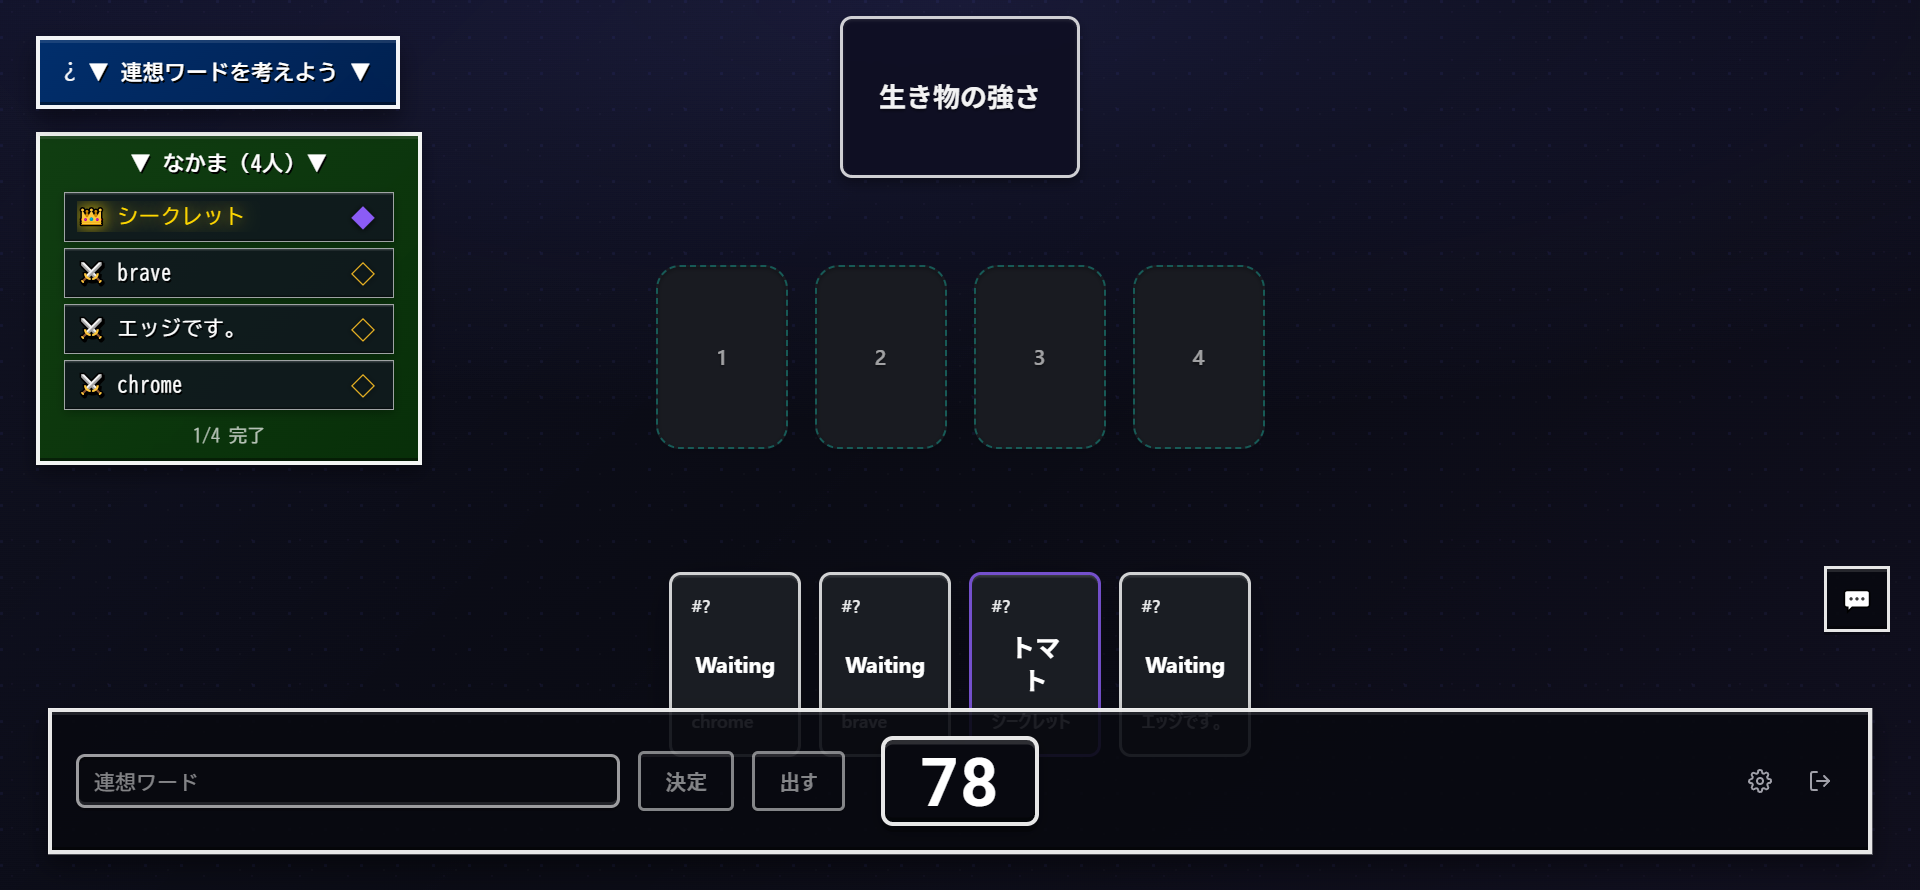 ¿ ▼ 連想ワードを考えよう ▼
生き物の強さ
▼ なかま（4人）▼
シークレット
brave
エッジです。
chrome
1/4 完了
1
2
3
4
#?
Waiting
chrome
#?
Waiting
brave
#?
トマ
ト
シークレット
#?
Waiting
エッジです。
連想ワード
決定
出す
78